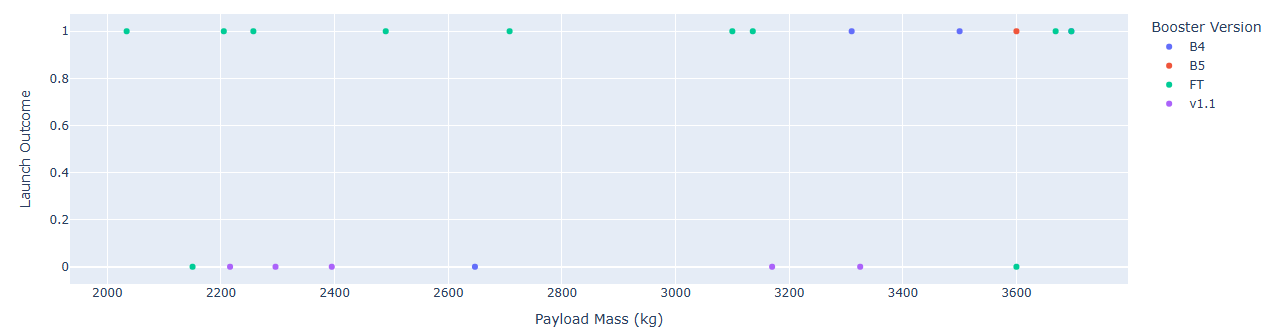 Booster Version
B4
B5
FT
v1.1
Launch Outcome
1
0.8
0.6
0.4
0.2
0
2000 2200 2400 2600 2800 3000 3200 3400 3600
Payload Mass (kg)